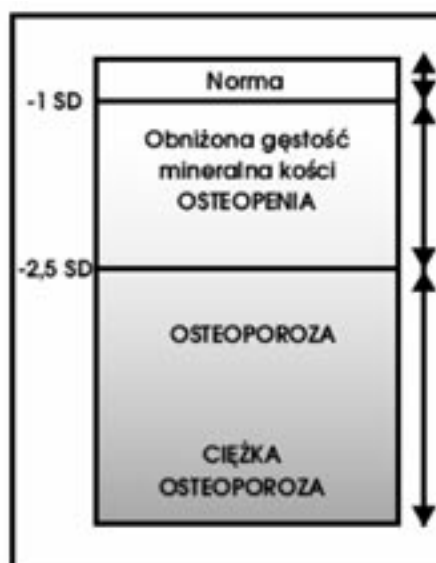 Norma
-1 SD
Obniżona gęstość
mineralna kości
OSTEOPENIA
-2,5 SD
OSTEOPOROZA
CIĘŻKA
OSTEOPOROZA